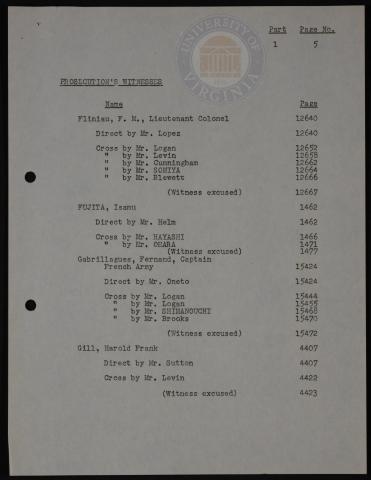 Part Page No.
1 5
UNIVERSITY OF VIRGINIA
PROSECUTION'S WITNESSES
Name Page
Fliniau, F. M., Lieutenant Colonel 12640
Direct by Mr. Lopez 12640
Cross by Mr. Logan 12652
" by Mr. Levin 12658
" by Mr. Cunningham 12662
" by Mr. SOMIYA 12664
" by Mr. Blewett 12666
(Witness excused) 12667
FUJITA, Isamu 1462
Direct by Mr. Helm 1462
Cross by Mr. HAYASHI 1466
" by Mr. OHARA 1471
(Witness excused) 1477
Gabrillagues, Fernand, Captain
French Army 15424
Direct by Mr. Oneto 15424
Cross by Mr. Logan 15444
" by Mr. Logan 15455
" by Mr. SHIMANOUCHI 15468
" by Mr. Brooks 15470
(Witness excused) 15472
Gill, Harold Frank 4407
Direct by Mr. Sutton 4407
Cross by Mr. Levin 4422
(Witness excused) 4423